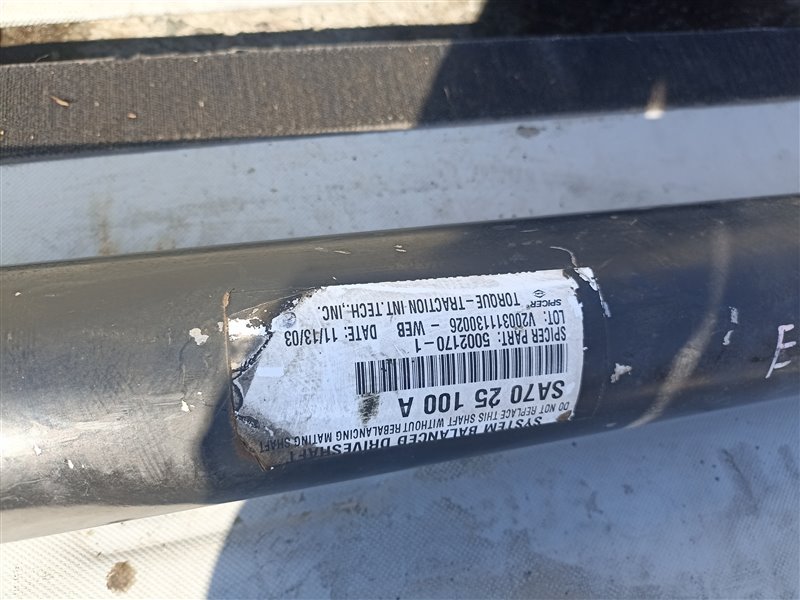 SYSTEM BALANCED DRIVESHAFT
DO NOT REPLACE THIS SHAFT WITHOUT REBALANCING MATING SHAFT
SA70 25 100 A
SPICER PART: 5002170-1
LOT: V200311130026 - WEB DATE: 11/13/03
SPICER® TORQUE-TRACTION INT.TECH.,INC.
E